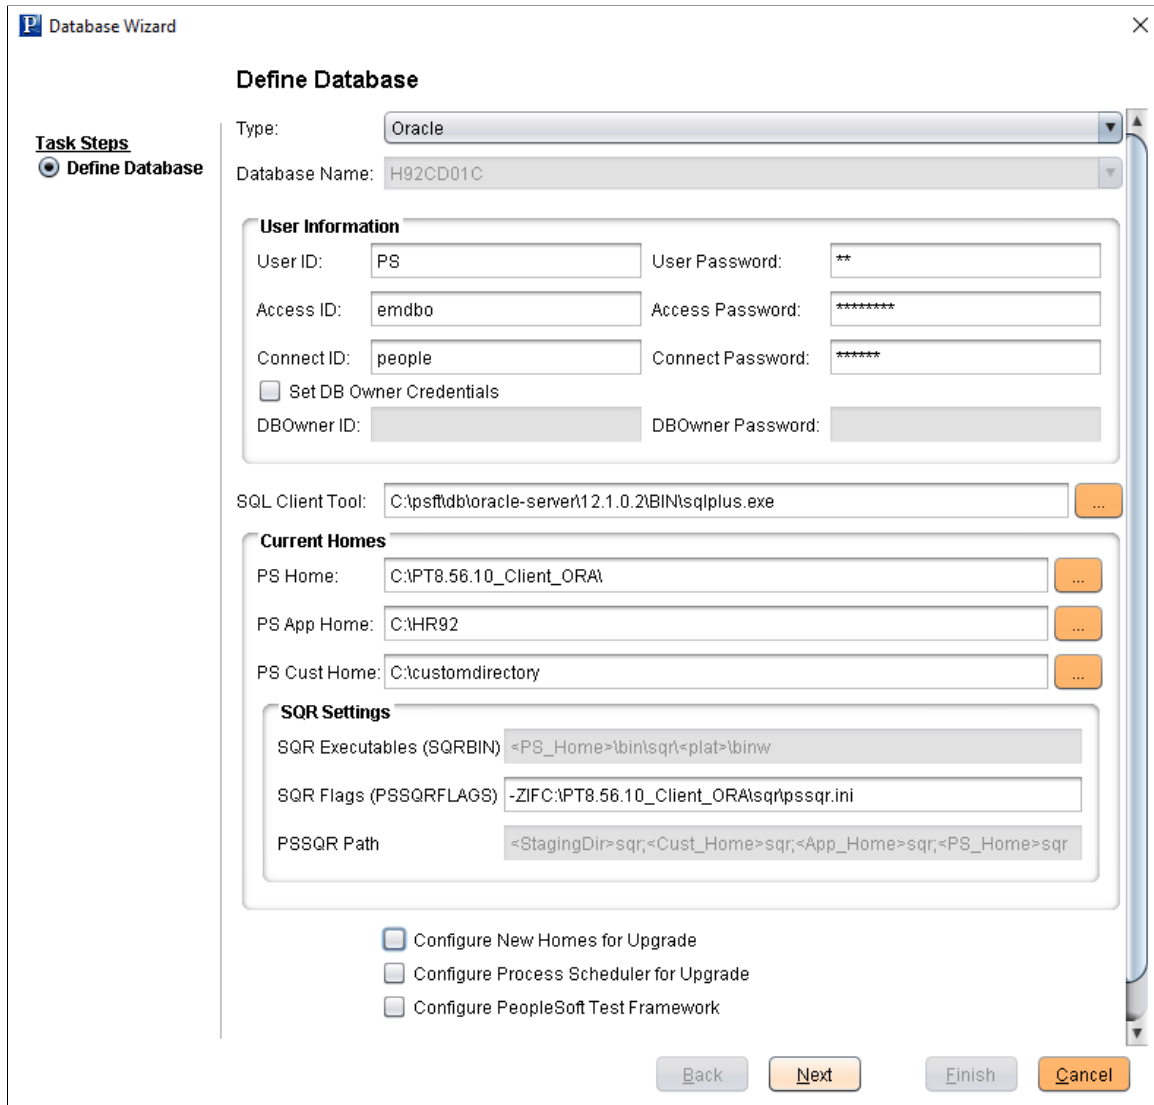 Database Wizard
Define Database
Task Steps
Define Database
Type: Oracle
Database Name: H92CD01C
User Information
User ID: PS User Password: **
Access ID: emdbo Access Password: ********
Connect ID: people Connect Password: ******
Set DB Owner Credentials
DBOwner ID: DBOwner Password:
SQL Client Tool: C:\psft\db\oracle-server\12.1.0.2\BIN\sqlplus.exe ...
Current Homes
PS Home: C:\PT8.56.10_Client_ORA\ ...
PS App Home: C:\HR92 ...
PS Cust Home: C:\customdirectory ...
SQR Settings
SQR Executables (SQRBIN) <PS_Home>\bin\sqr\<plat>\binw
SQR Flags (PSSQRFLAGS) -ZIFC:\PT8.56.10_Client_ORA\sqr\pssqr.ini
PSSQR Path <StagingDir>sqr;<Cust_Home>sqr;<App_Home>sqr;<PS_Home>sqr
Configure New Homes for Upgrade
Configure Process Scheduler for Upgrade
Configure PeopleSoft Test Framework
Back Next Finish Cancel